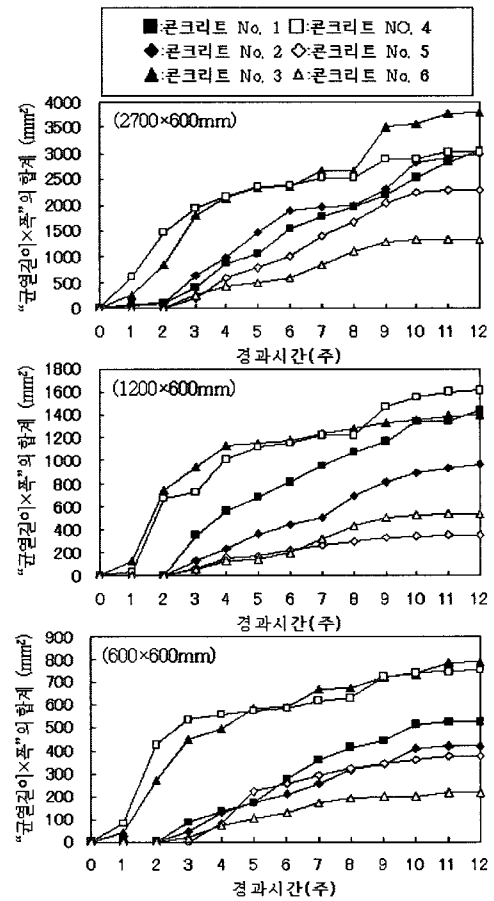 ■:콘크리트 No. 1 □:콘크리트 NO. 4
◆:콘크리트 No. 2 ◇:콘크리트 No. 5
▲:콘크리트 No. 3 △:콘크리트 No. 6
"균열길이×폭"의 합계 (mm²)
(2700×600mm)
4000
3500
3000
2500
2000
1500
1000
500
0
0 1 2 3 4 5 6 7 8 9 10 11 12
경과시간(주)
"균열길이×폭"의 합계 (mm²)
(1200×600mm)
1800
1600
1400
1200
1000
800
600
400
200
0
0 1 2 3 4 5 6 7 8 9 10 11 12
경과시간(주)
"균열길이×폭"의 합계 (mm²)
(600×600mm)
900
800
700
600
500
400
300
200
100
0
0 1 2 3 4 5 6 7 8 9 10 11 12
경과시간(주)